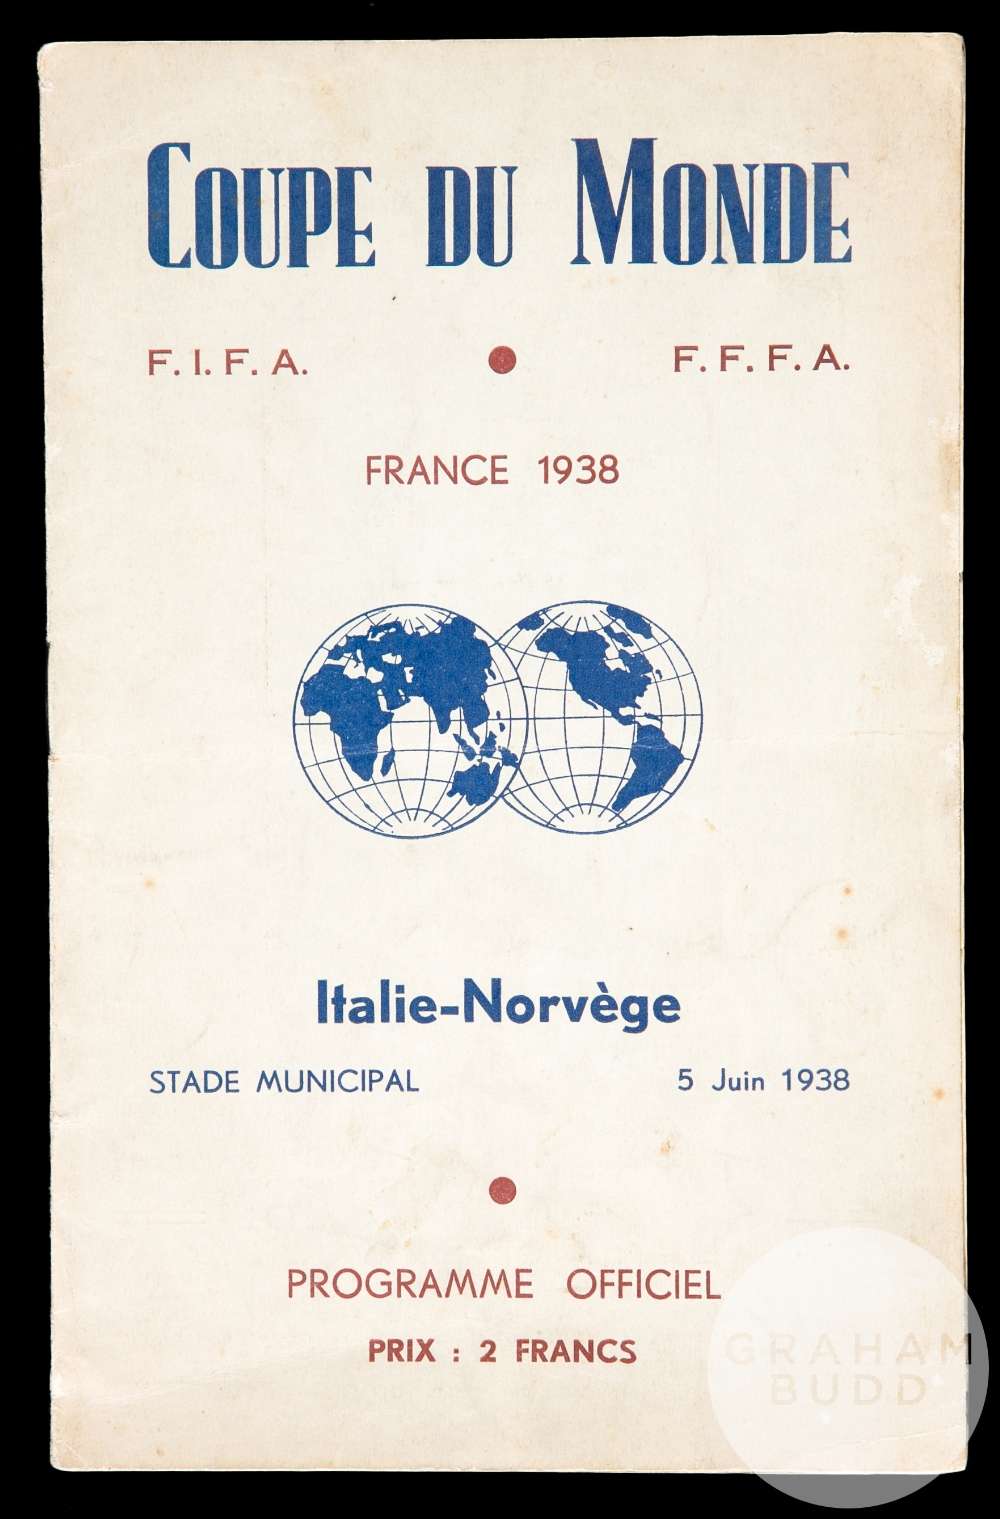 COUPE DU MONDE
F. I. F. A. F. F. F. A.
FRANCE 1938
Italie-Norvège
STADE MUNICIPAL 5 Juin 1938
PROGRAMME OFFICIEL
PRIX : 2 FRANCS
GRAHAM
BUDD